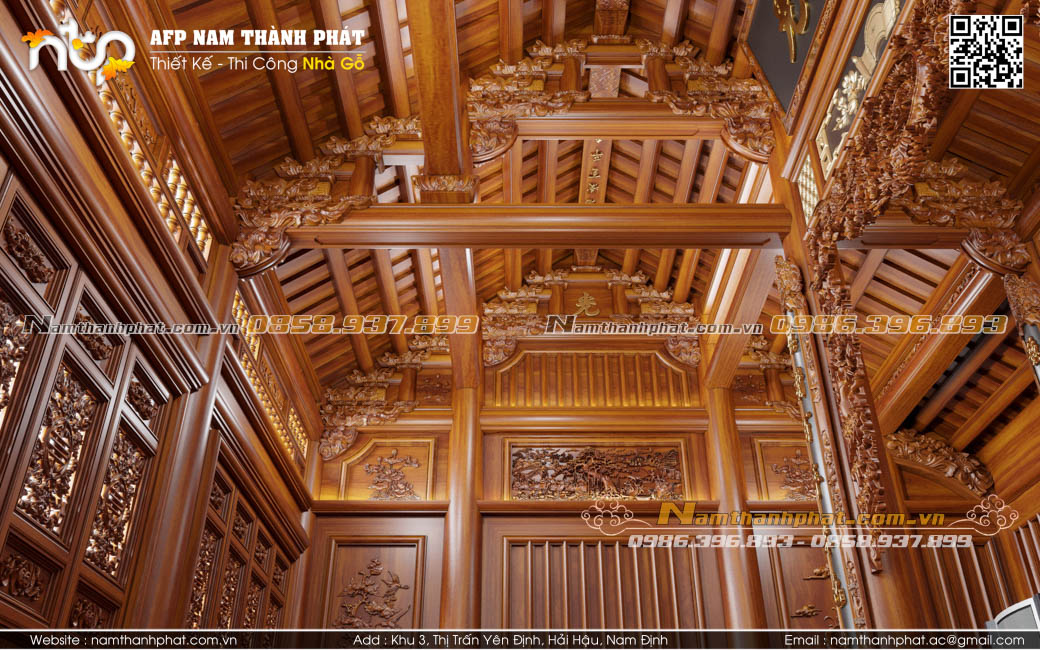 ntp
AFP NAM THÀNH PHÁT
Thiết Kế - Thi Công Nhà Gỗ
Namthanhphat.com.vn 0858.937.899
Namthanhphat.com.vn 0986.396.893
Namthanhphat.com.vn
0986.396.893 - 0858.937.899
Website : namthanhphat.com.vn
Add : Khu 3, Thị Trấn Yên Định, Hải Hậu, Nam Định
Email : namthanhphat.ac@gmail.com